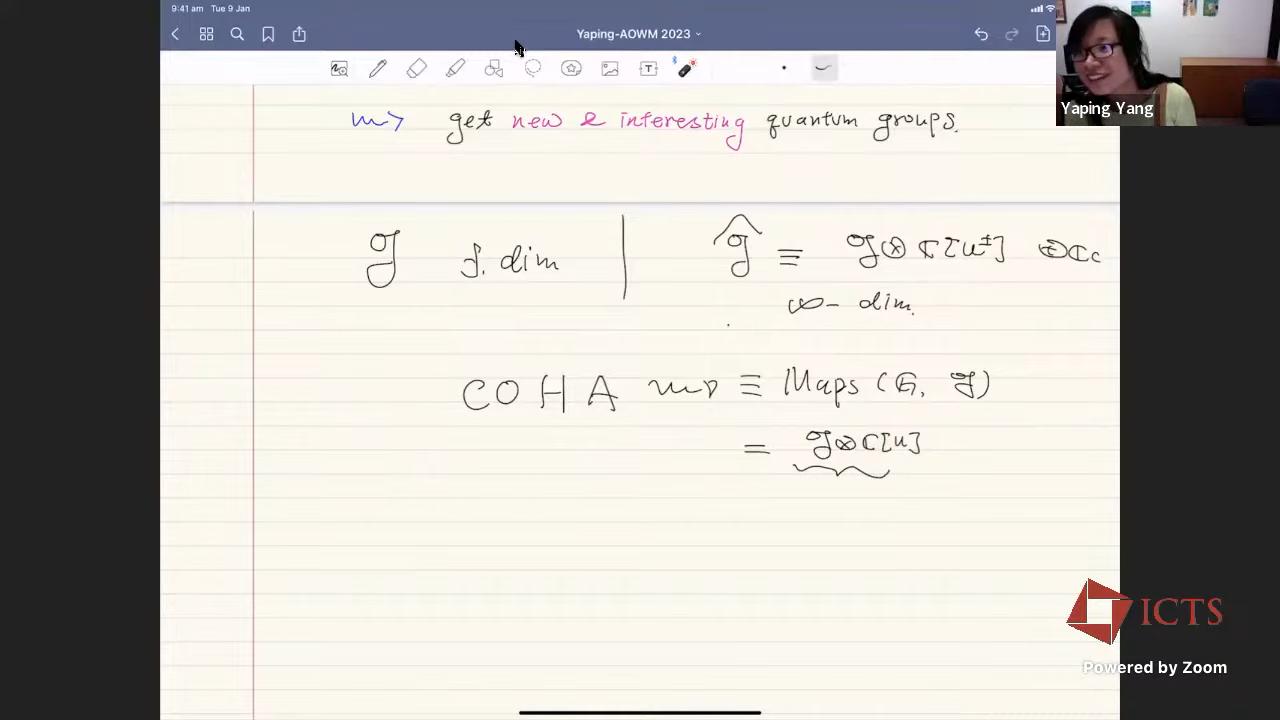 9:41 am Tue 9 Jan
Yaping-AOWM 2023
T
Yaping Yang
⇝ get new & interesting quantum groups.
𝔤 f. dim | 𝔤̂ ≡ 𝔤⊗ℂ[u±] ⊕ℂc
∞- dim.
COHA ⇝ ≡ Maps (𝔾, 𝔤)
= 𝔤⊗ℂ[u]
ICTS
Powered by Zoom